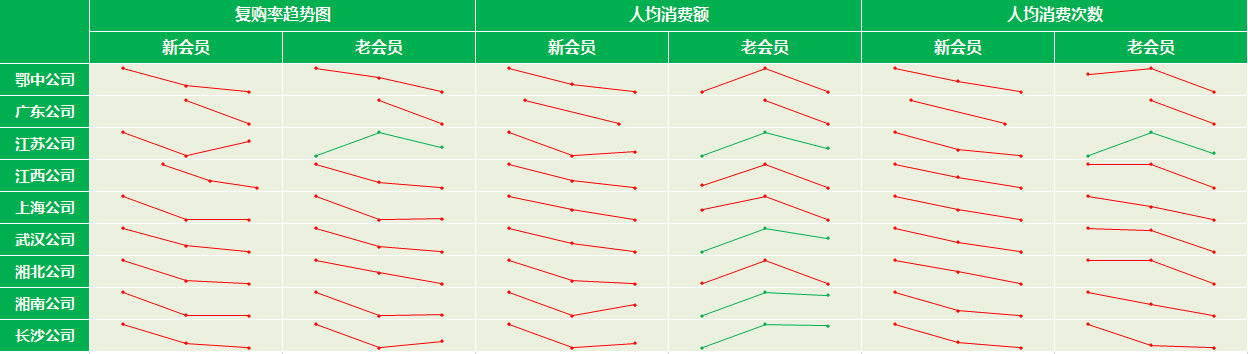 复购率趋势图 人均消费额 人均消费次数
新会员 老会员 新会员 老会员 新会员 老会员
鄂中公司
广东公司
江苏公司
江西公司
上海公司
武汉公司
湘北公司
湘南公司
长沙公司